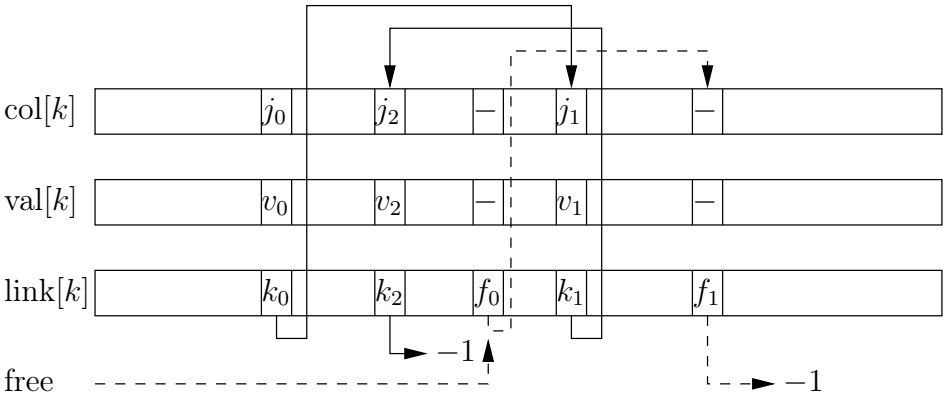 col[k] j₀ j₂ − j₁ −
val[k] v₀ v₂ − v₁ −
link[k] k₀ k₂ f₀ k₁ f₁
−1
free −1